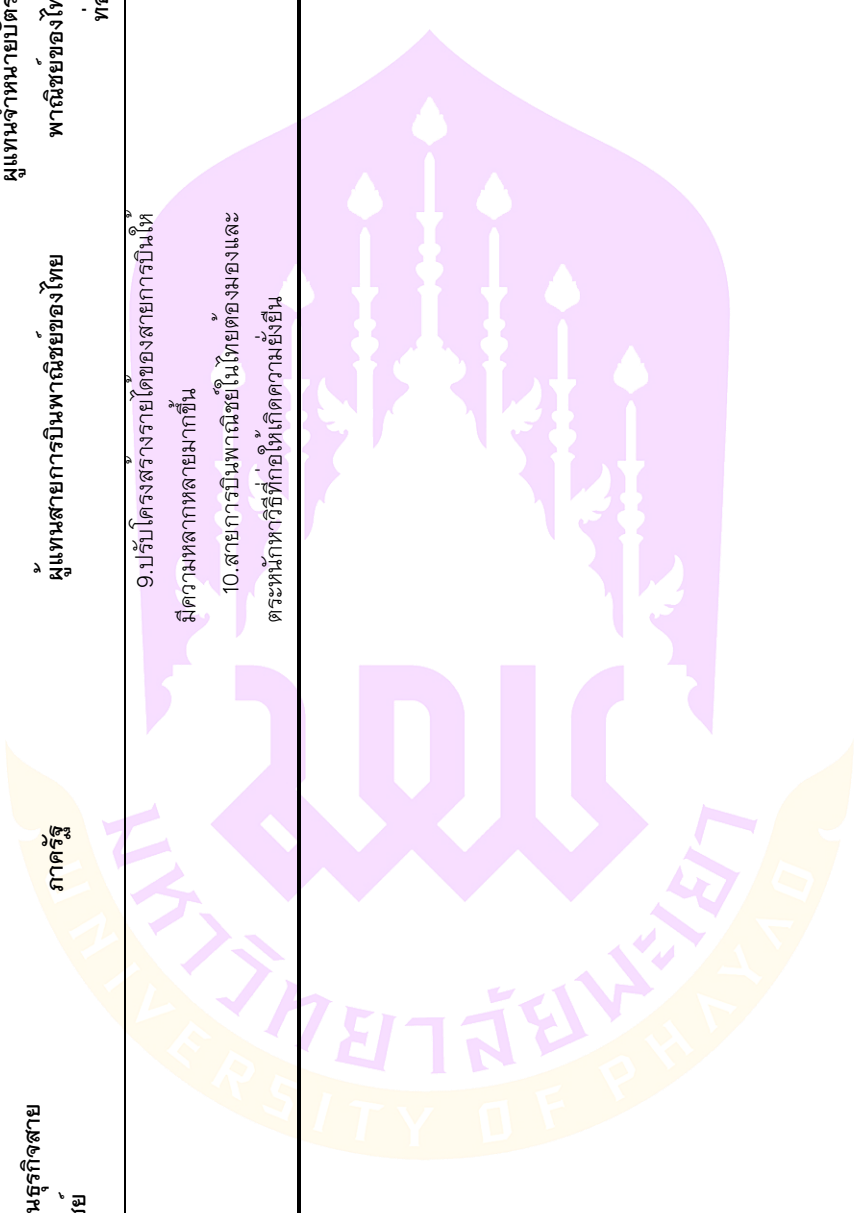 นธุรกิจสาย
ชย์
ภาครัฐ
ผู้แทนสายการบินพาณิชย์ของไทย
ผู้แทนจำหน่ายบัตร
พาณิชย์ของไท
ท่อ
9.ปรับโครงสร้างรายได้ของสายการบินให้
มีความหลากหลายมากขึ้น
10.สายการบินพาณิชย์ในไทยต้องมองและ
ตระหนักหาวิธีที่ก่อให้เกิดความยั่งยืน
มหาวิทยาลัยพะเยา
UNIVERSITY OF PHAYAO